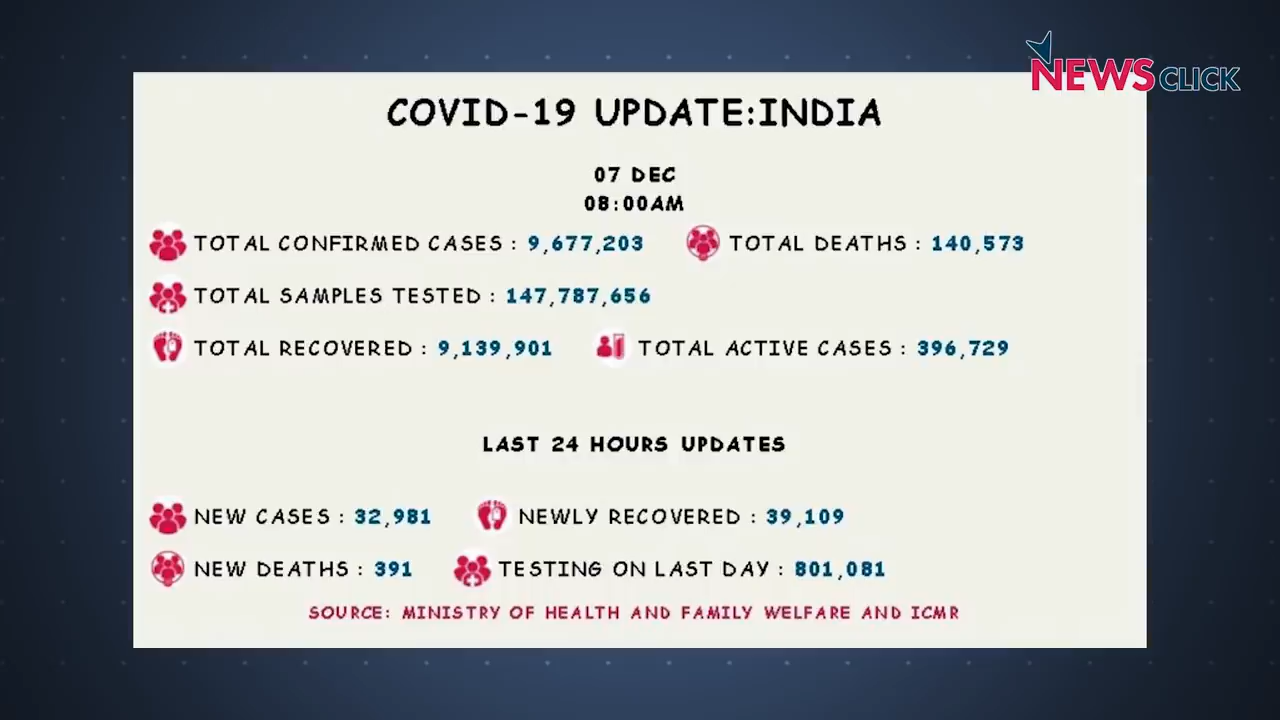 NEWSCLICK
COVID-19 UPDATE:INDIA
07 DEC
08:00AM
TOTAL CONFIRMED CASES : 9,677,203 TOTAL DEATHS : 140,573
TOTAL SAMPLES TESTED : 147,787,656
TOTAL RECOVERED : 9,139,901 TOTAL ACTIVE CASES : 396,729
LAST 24 HOURS UPDATES
NEW CASES : 32,981 NEWLY RECOVERED : 39,109
NEW DEATHS : 391 TESTING ON LAST DAY : 801,081
SOURCE: MINISTRY OF HEALTH AND FAMILY WELFARE AND ICMR